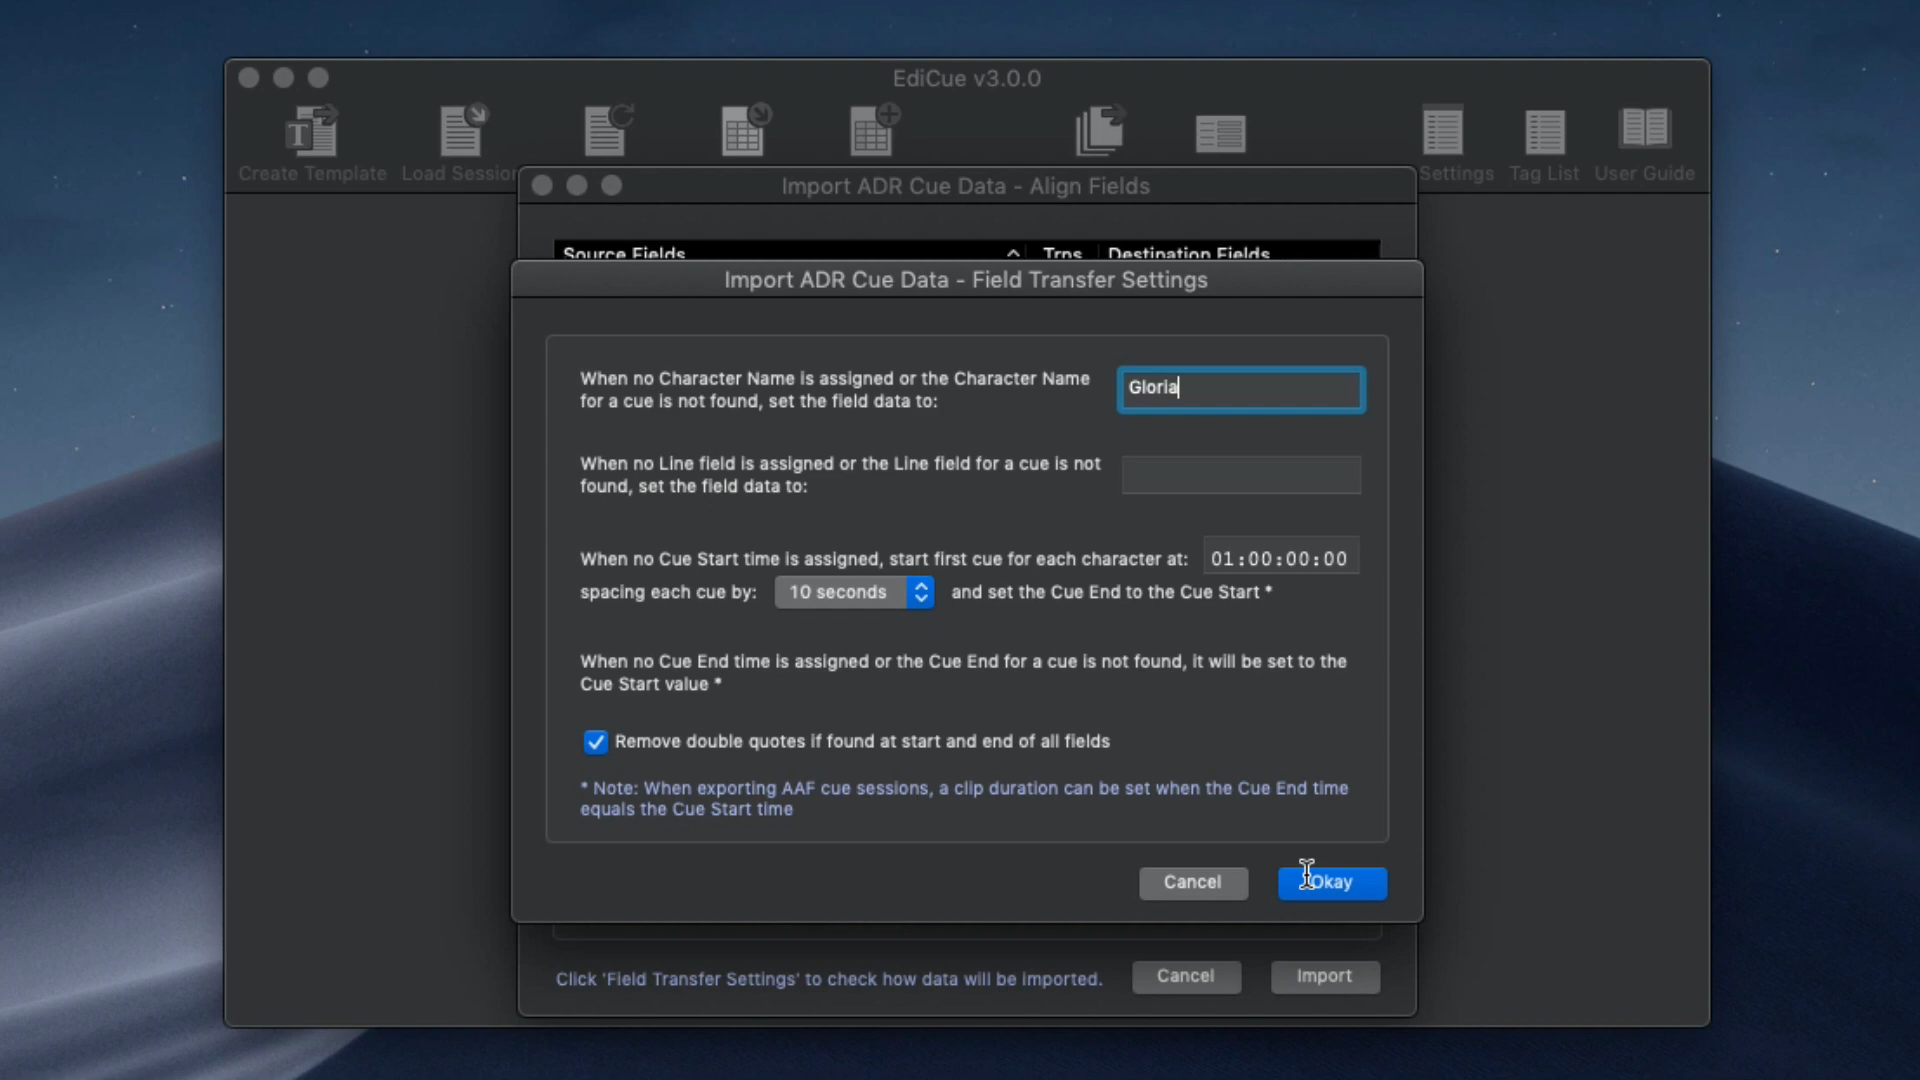 EdiCue v3.0.0
Create Template
Load Session
Settings
Tag List
User Guide
Import ADR Cue Data - Align Fields
Source Fields
Trns
Destination Fields
Import ADR Cue Data - Field Transfer Settings
When no Character Name is assigned or the Character Name
for a cue is not found, set the field data to:
Gloria
When no Line field is assigned or the Line field for a cue is not
found, set the field data to:
When no Cue Start time is assigned, start first cue for each character at: 01:00:00:00
spacing each cue by: 10 seconds and set the Cue End to the Cue Start *
When no Cue End time is assigned or the Cue End for a cue is not found, it will be set to the
Cue Start value *
Remove double quotes if found at start and end of all fields
* Note: When exporting AAF cue sessions, a clip duration can be set when the Cue End time
equals the Cue Start time
Cancel
Okay
Click 'Field Transfer Settings' to check how data will be imported.
Cancel
Import